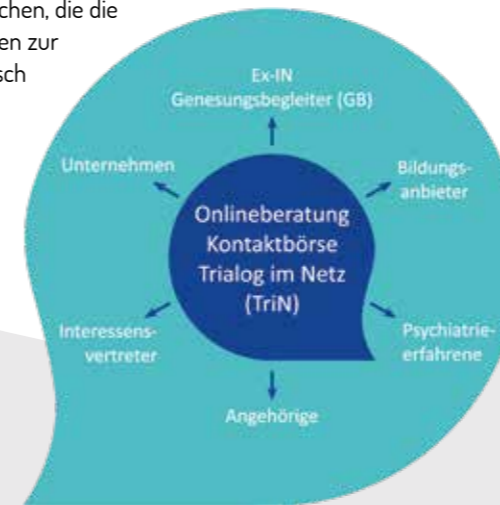 chen, die die
en zur
sch
Ex-IN
Genesungsbegleiter (GB)
Unternehmen
Bildungs-
anbieter
Onlineberatung
Kontaktbörse
Trialog im Netz
(TriN)
Interessens-
vertreter
Psychiatrie-
erfahrene
Angehörige